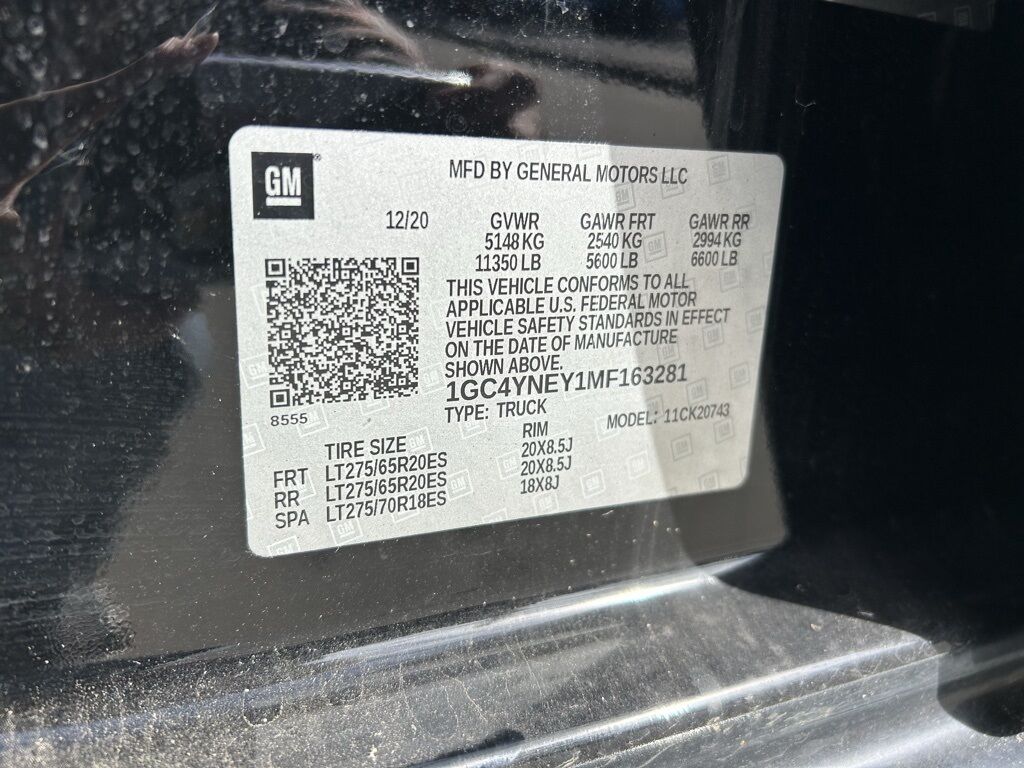 GM
MFD BY GENERAL MOTORS LLC
12/20 GVWR GAWR FRT GAWR RR
5148 KG 2540 KG 2994 KG
11350 LB 5600 LB 6600 LB
THIS VEHICLE CONFORMS TO ALL
APPLICABLE U.S. FEDERAL MOTOR
VEHICLE SAFETY STANDARDS IN EFFECT
ON THE DATE OF MANUFACTURE
SHOWN ABOVE.
1GC4YNEY1MF163281
8555
TYPE: TRUCK MODEL: 11CK20743
TIRE SIZE RIM
FRT LT275/65R20ES 20X8.5J
RR LT275/65R20ES 20X8.5J
SPA LT275/70R18ES 18X8J